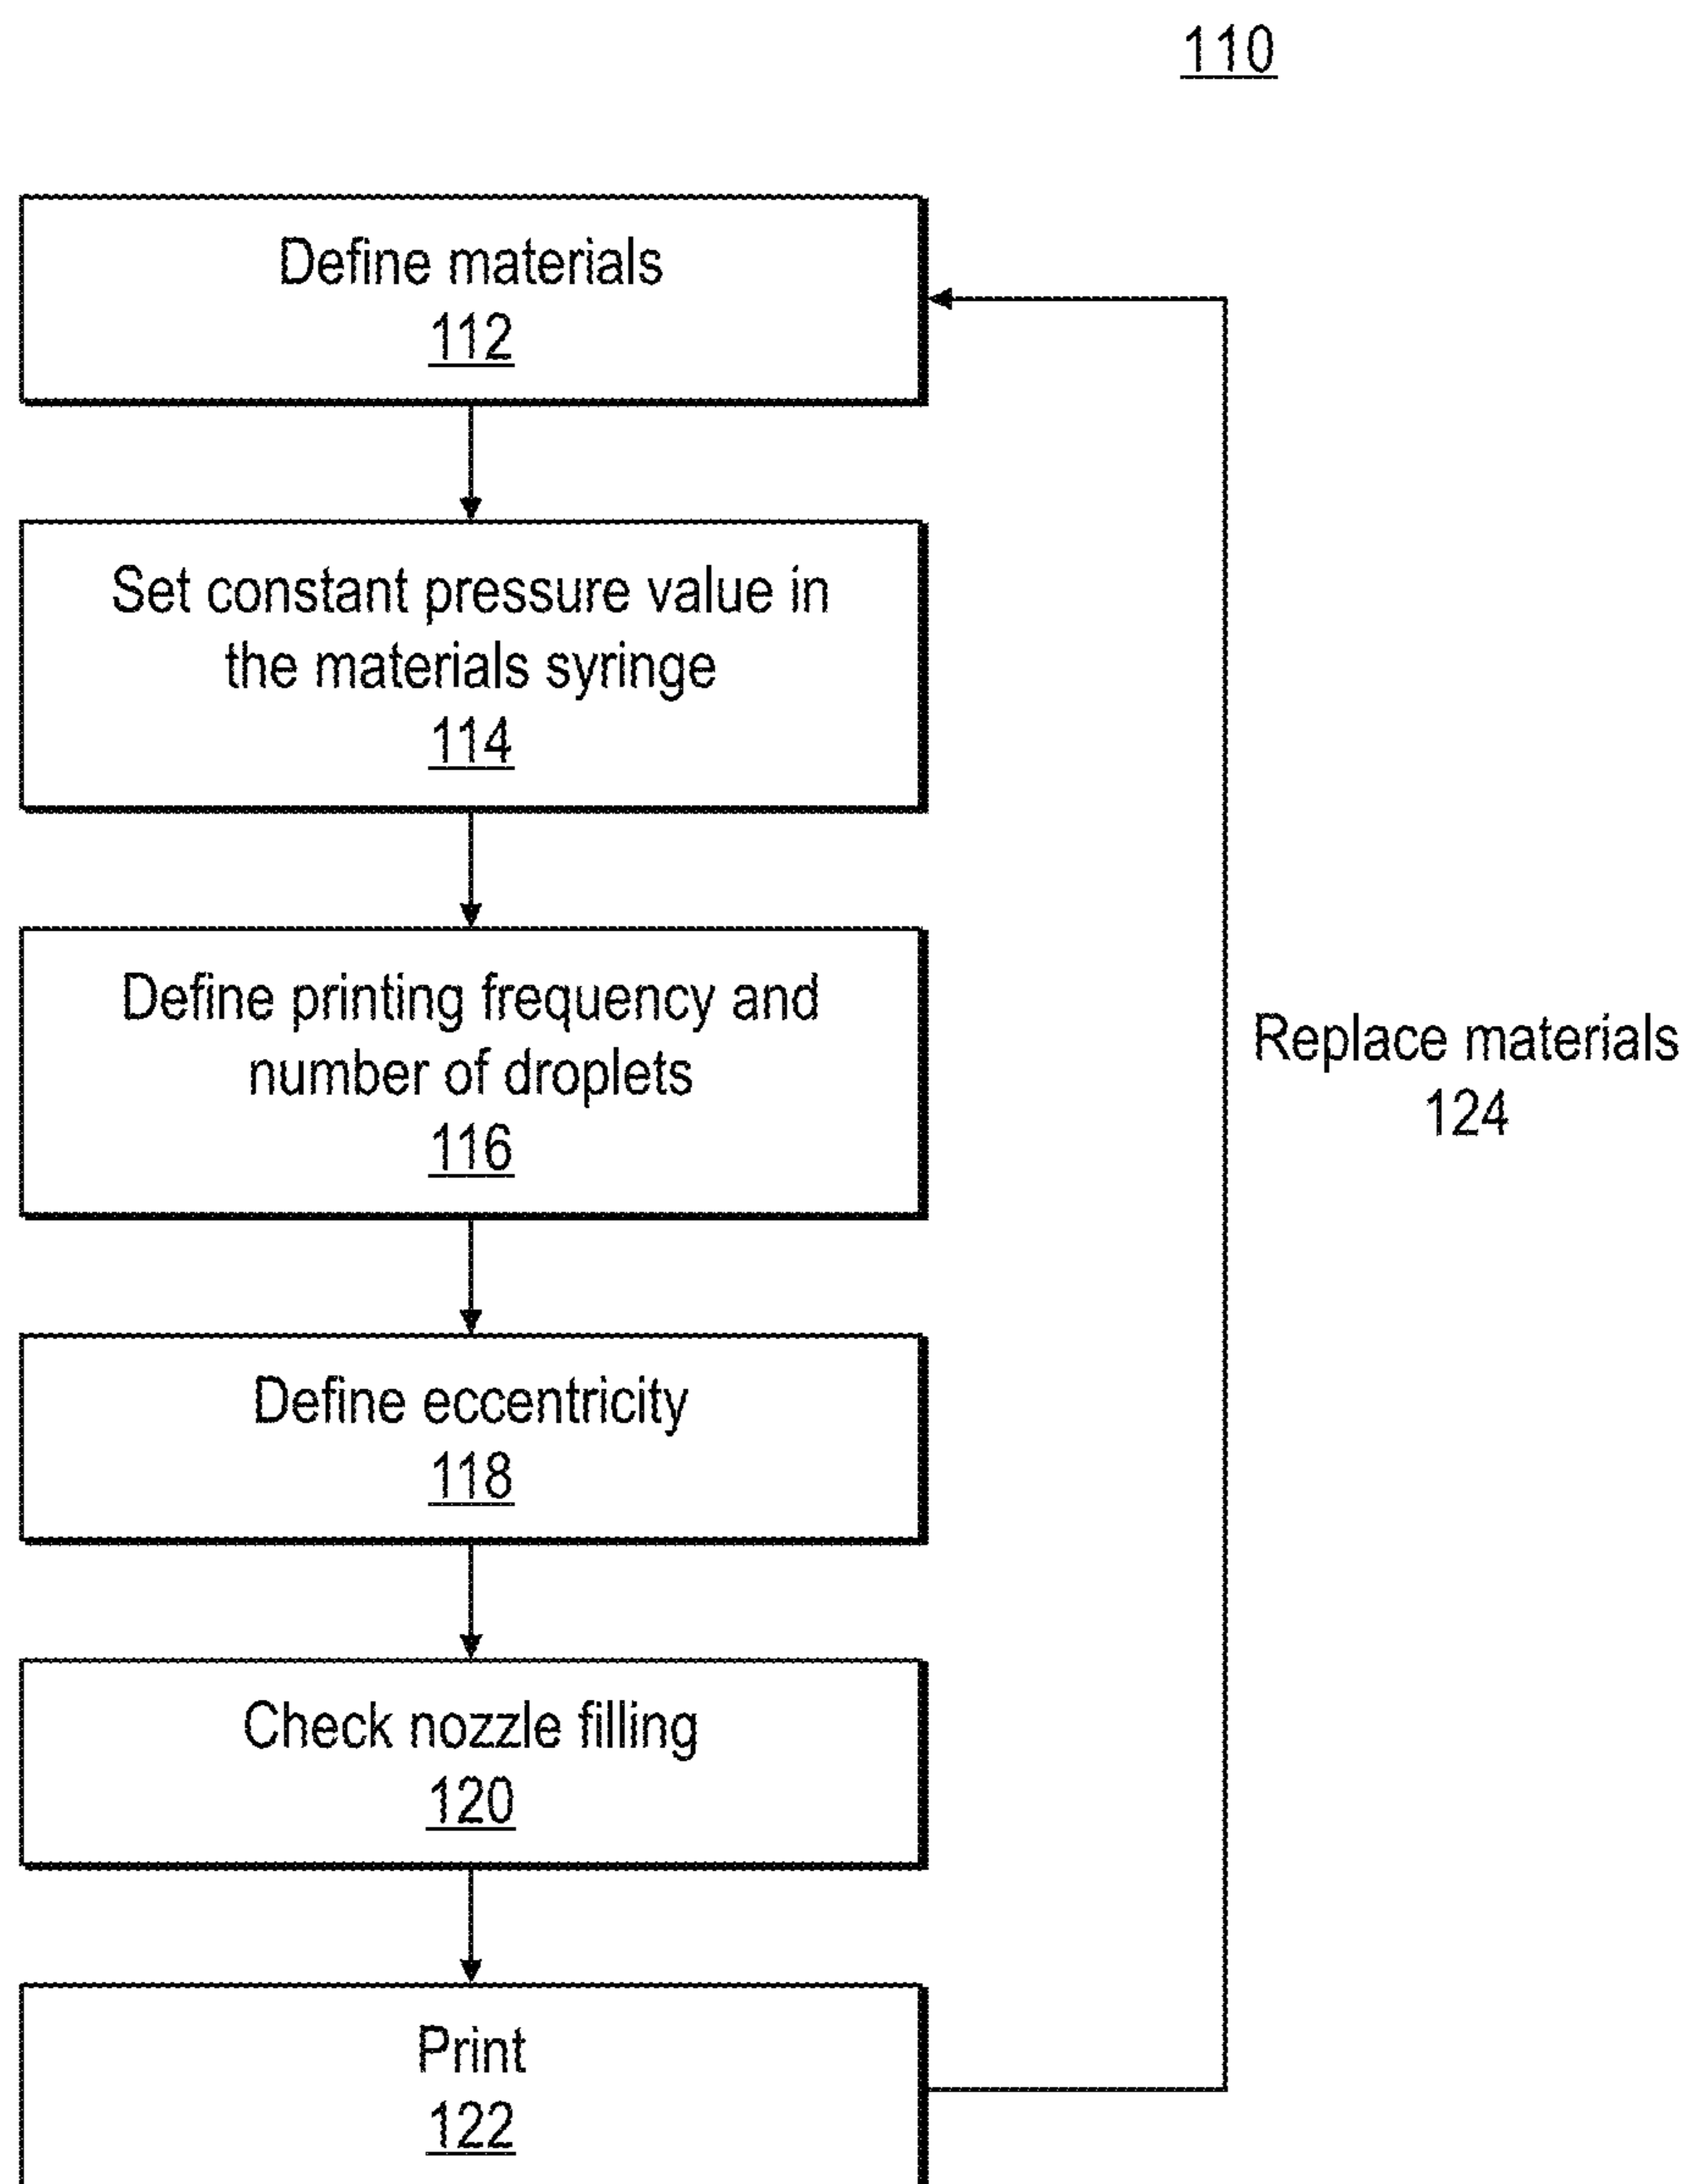 110
Define materials
112
Set constant pressure value in
the materials syringe
114
Define printing frequency and
number of droplets
116
Replace materials
124
Define eccentricity
118
Check nozzle filling
120
Print
122